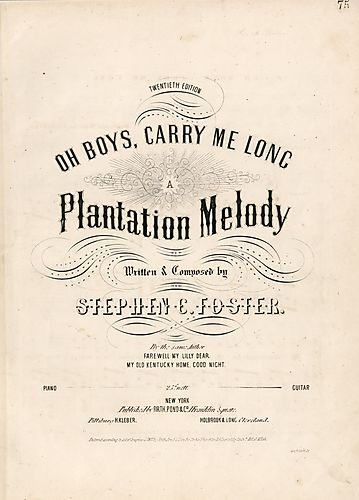 75
TWENTIETH EDITION
OH BOYS, CARRY ME LONG
A
Plantation Melody
Written & Composed by
STEPHEN C. FOSTER.
By the same Author
FAREWELL MY LILLY DEAR.
MY OLD KENTUCKY HOME, GOOD NIGHT.
PIANO 25¢ nett. GUITAR
NEW YORK
Published by FIRTH, POND & Co. 1 Franklin Square.
Pittsburg H. KLEBER. HOLBROOK & LONG, Cleveland.